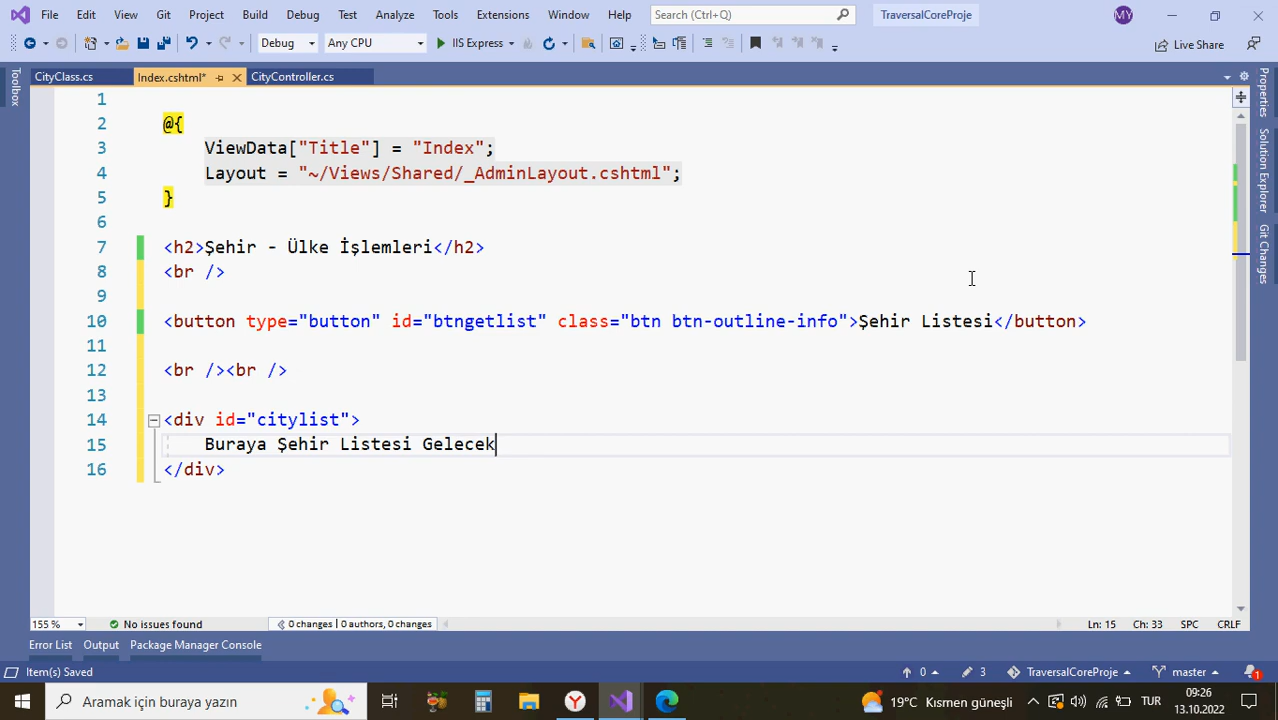 File Edit View Git Project Build Debug Test Analyze Tools Extensions Window Help Search (Ctrl+Q) TraversalCoreProje MY
Debug Any CPU IIS Express Live Share
Toolbox
CityClass.cs Index.cshtml* CityController.cs
1
2 @{
3 ViewData["Title"] = "Index";
4 Layout = "~/Views/Shared/_AdminLayout.cshtml";
5 }
6
7 <h2>Şehir - Ülke İşlemleri</h2>
8 <br />
9
10 <button type="button" id="btngetlist" class="btn btn-outline-info">Şehir Listesi</button>
11
12 <br /><br />
13
14 <div id="citylist">
15 Buraya Şehir Listesi Gelecek
16 </div>
Properties
Solution Explorer
Git Changes
155 % No issues found 0 changes | 0 authors, 0 changes Ln: 15 Ch: 33 SPC CRLF
Error List Output Package Manager Console
Item(s) Saved 0 3 TraversalCoreProje master 1
Aramak için buraya yazın 19°C Kısmen güneşli TUR 09:26
13.10.2022